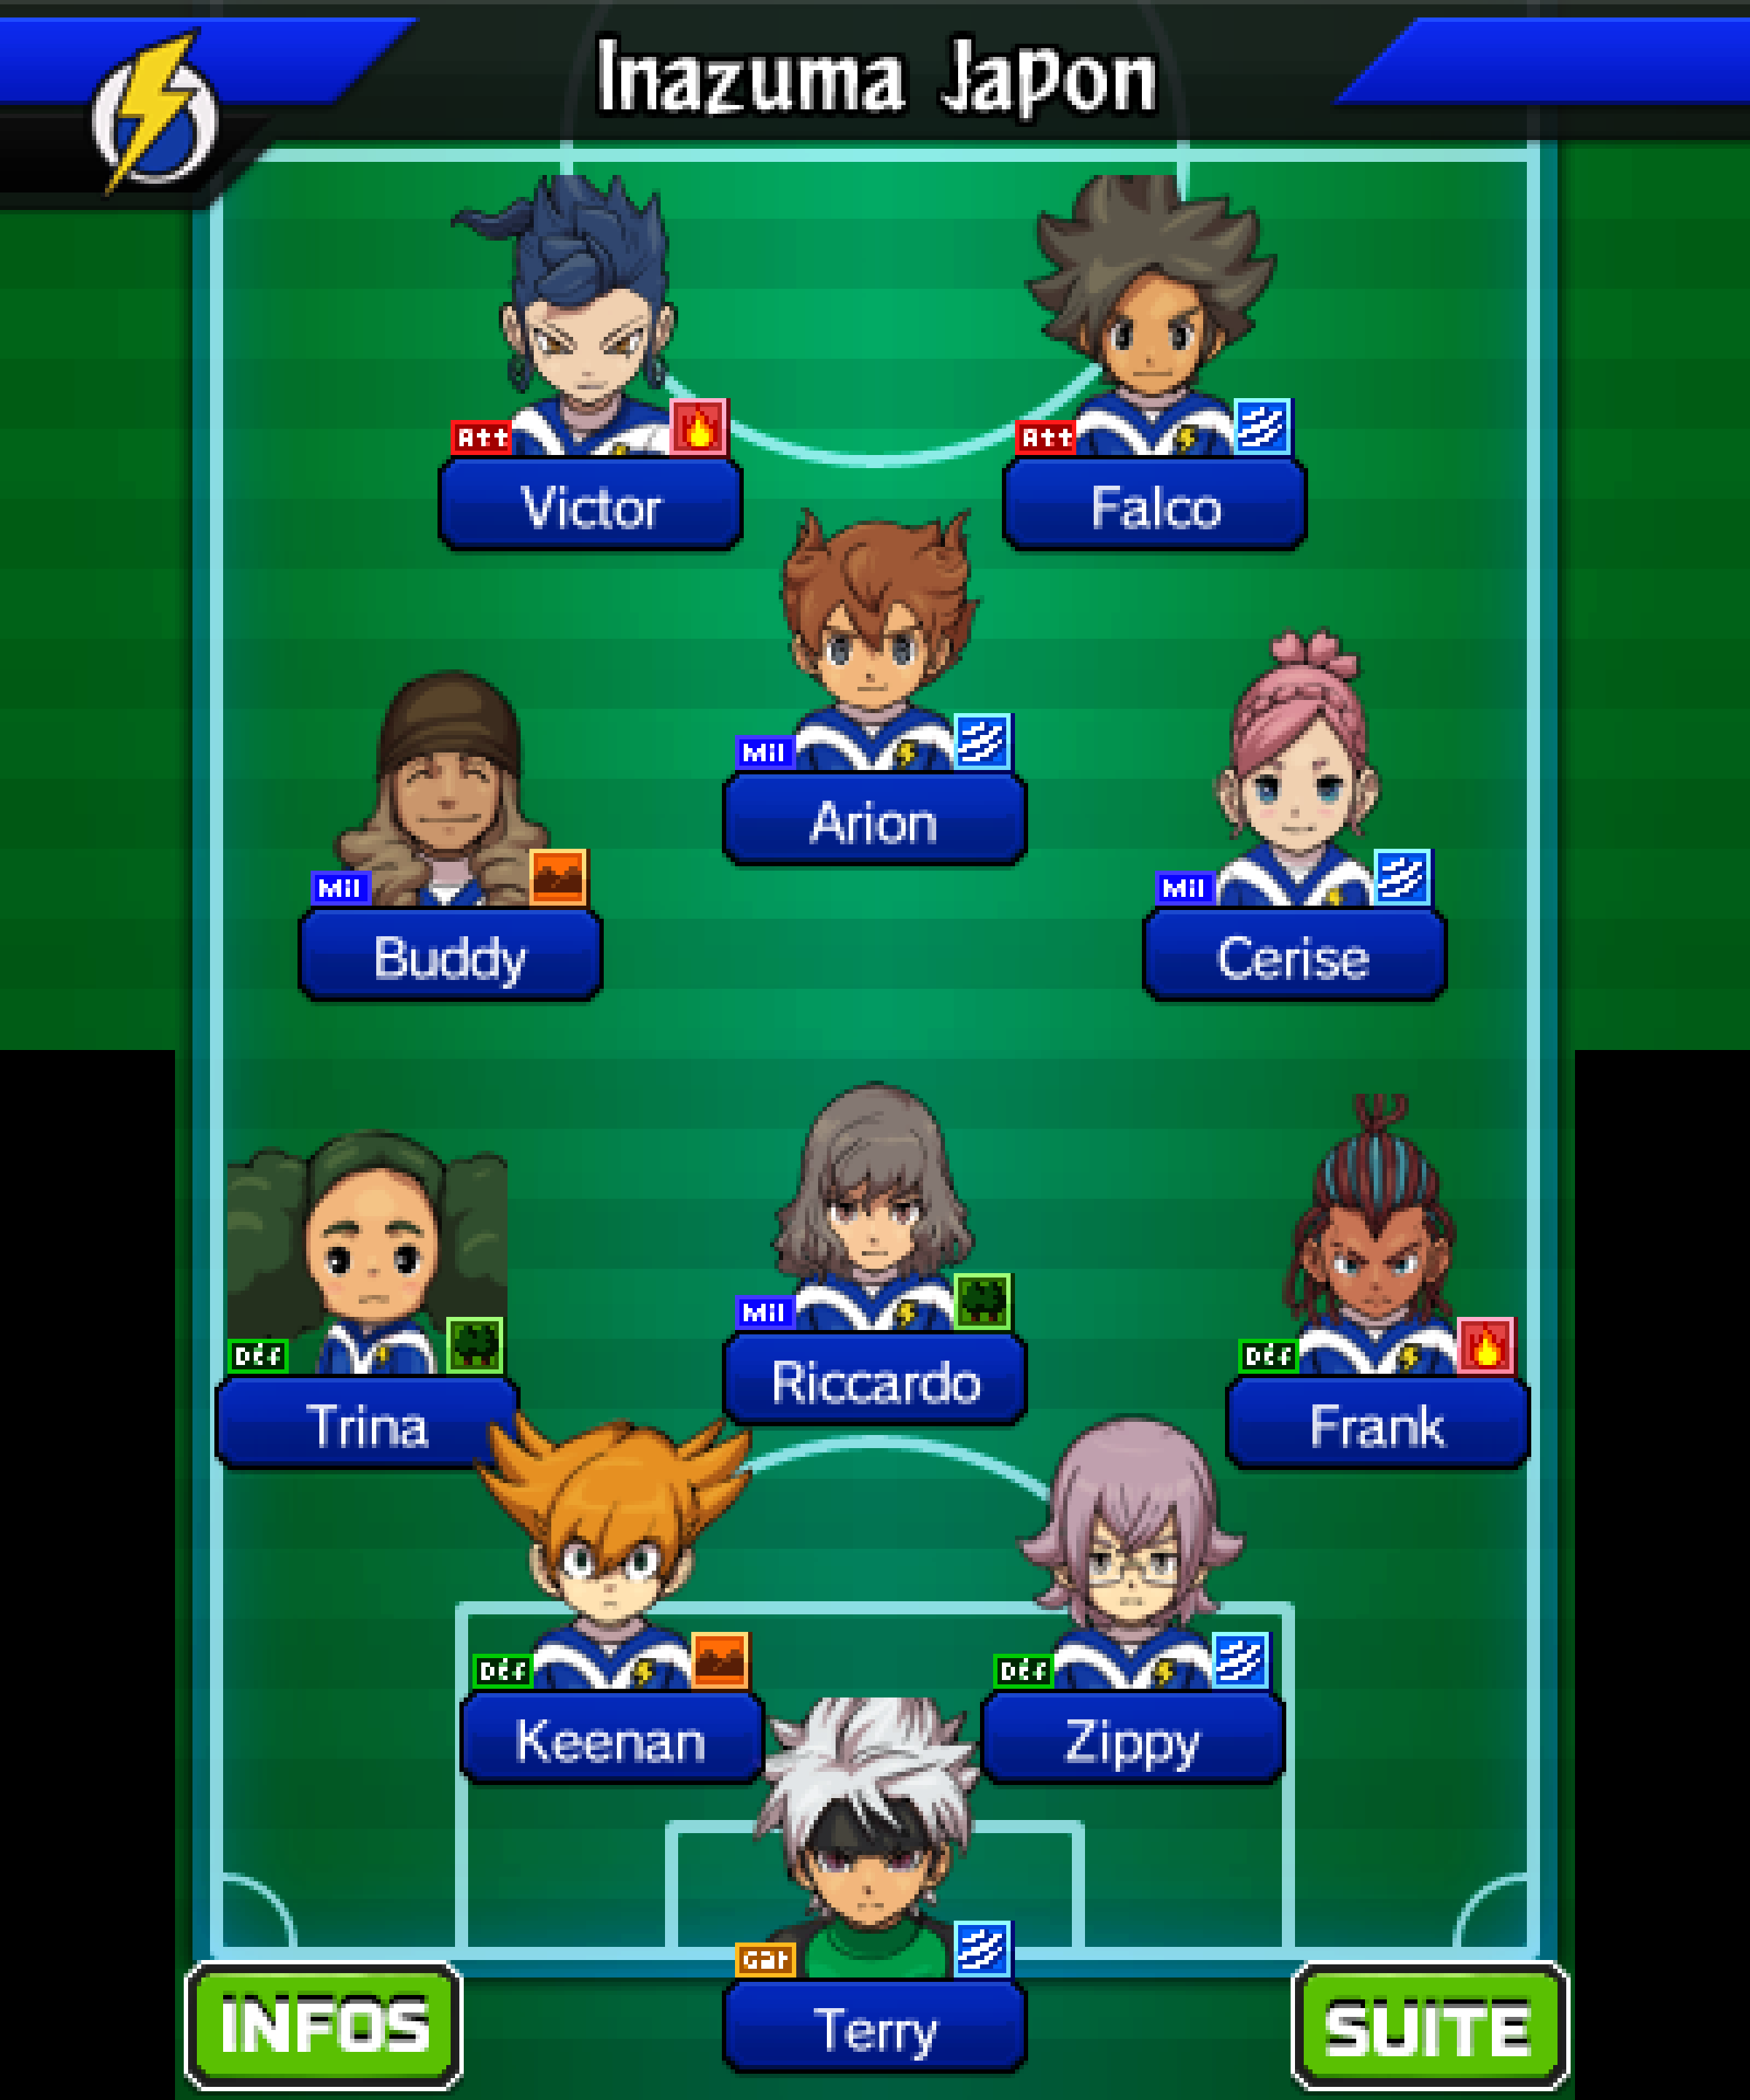 Inazuma Japon
Att
Victor
Att
Falco
Mil
Arion
Mil
Buddy
Mil
Cerise
Déf
Trina
Mil
Riccardo
Déf
Frank
Déf
Keenan
Déf
Zippy
Gar
Terry
INFOS
SUITE